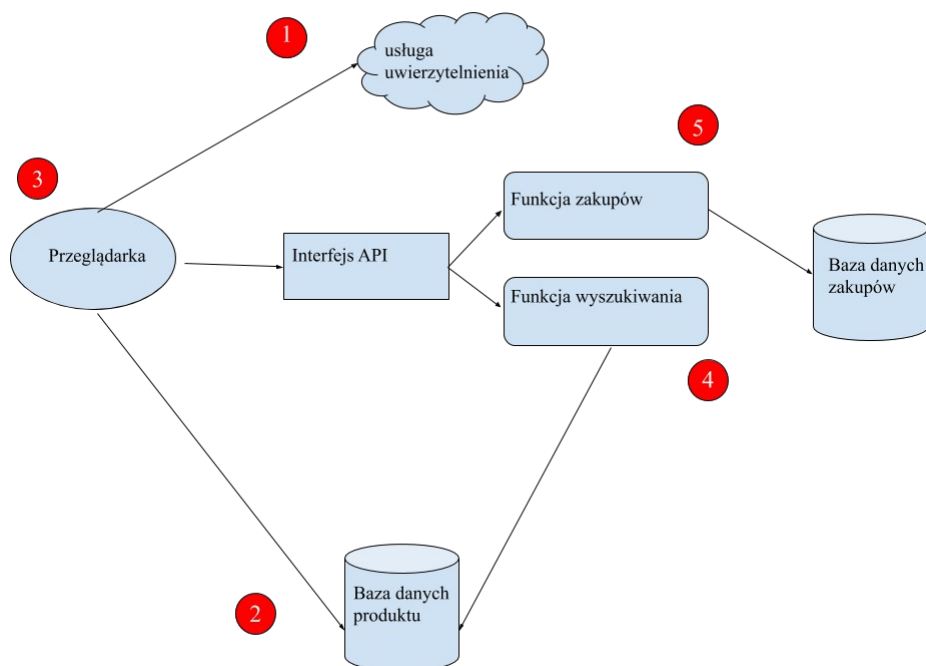 1
usługa
uwierzytelnienia
5
3
Funkcja zakupów
Przeglądarka
Interfejs API
Baza danych
zakupów
Funkcja wyszukiwania
4
Baza danych
produktu
2